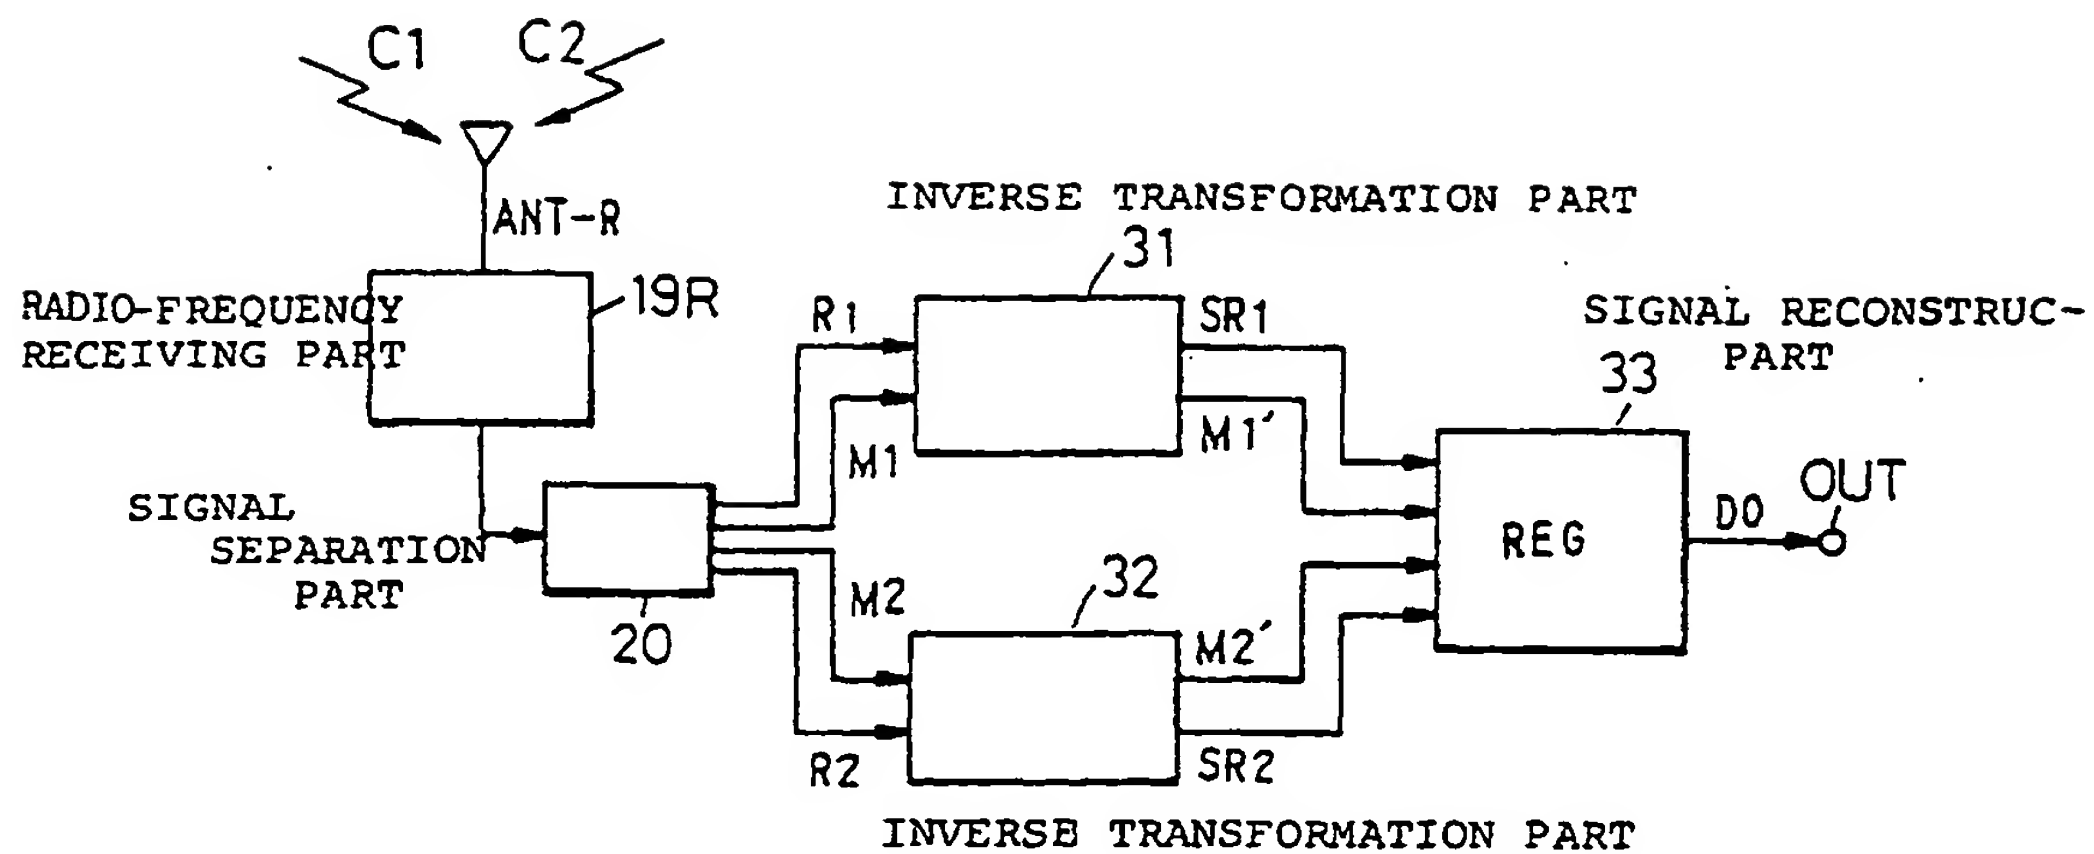 C1 C2
ANT-R
INVERSE TRANSFORMATION PART
31
RADIO-FREQUENCY
RECEIVING PART
19R
R1
SR1
SIGNAL RECONSTRUC-
PART
33
M1
M1′
SIGNAL
SEPARATION
PART
20
REG
DO
OUT
M2
32
M2′
R2
SR2
INVERSE TRANSFORMATION PART